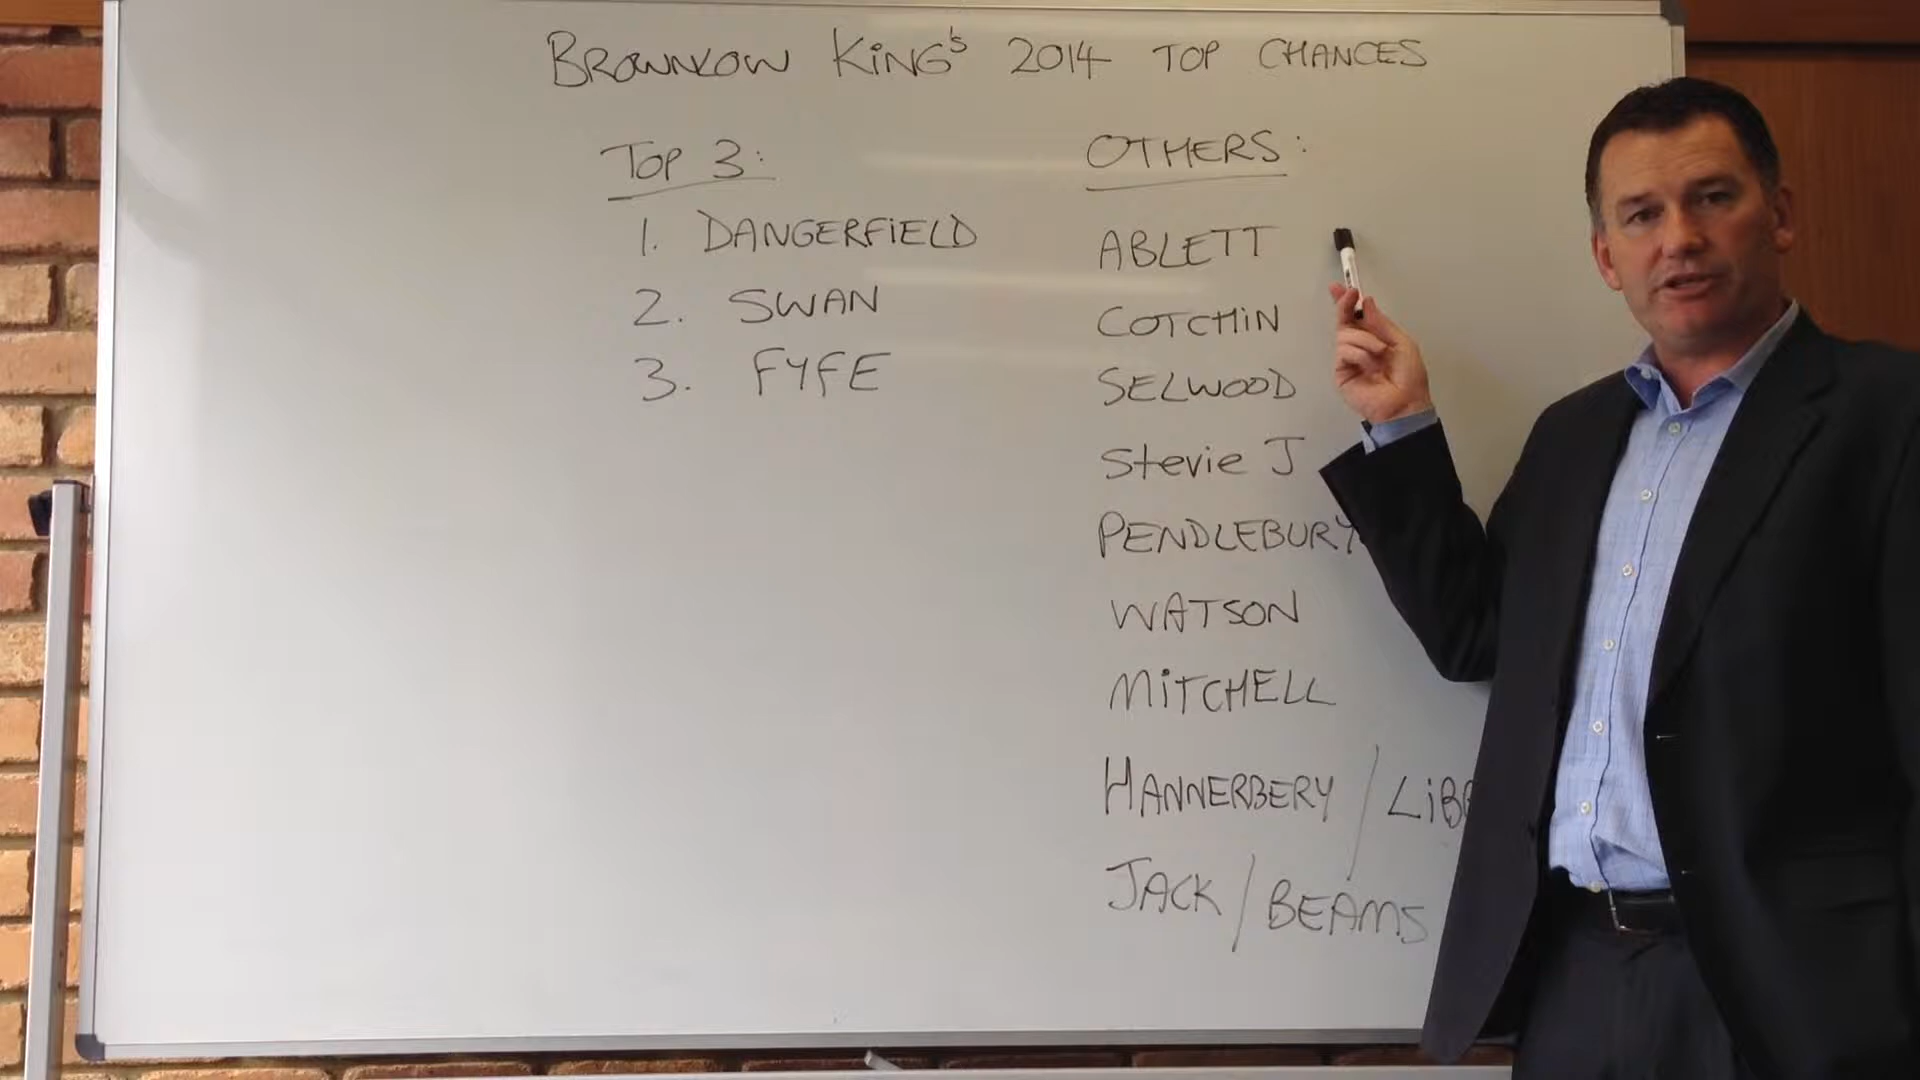 BROWNLOW KING'S 2014 TOP CHANCES
TOP 3:
1. DANGERFIELD
2. SWAN
3. FYFE
OTHERS:
ABLETT
COTCHIN
SELWOOD
Stevie J
PENDLEBURY
WATSON
MITCHELL
HANNERBERY /
JACK / BEAMS